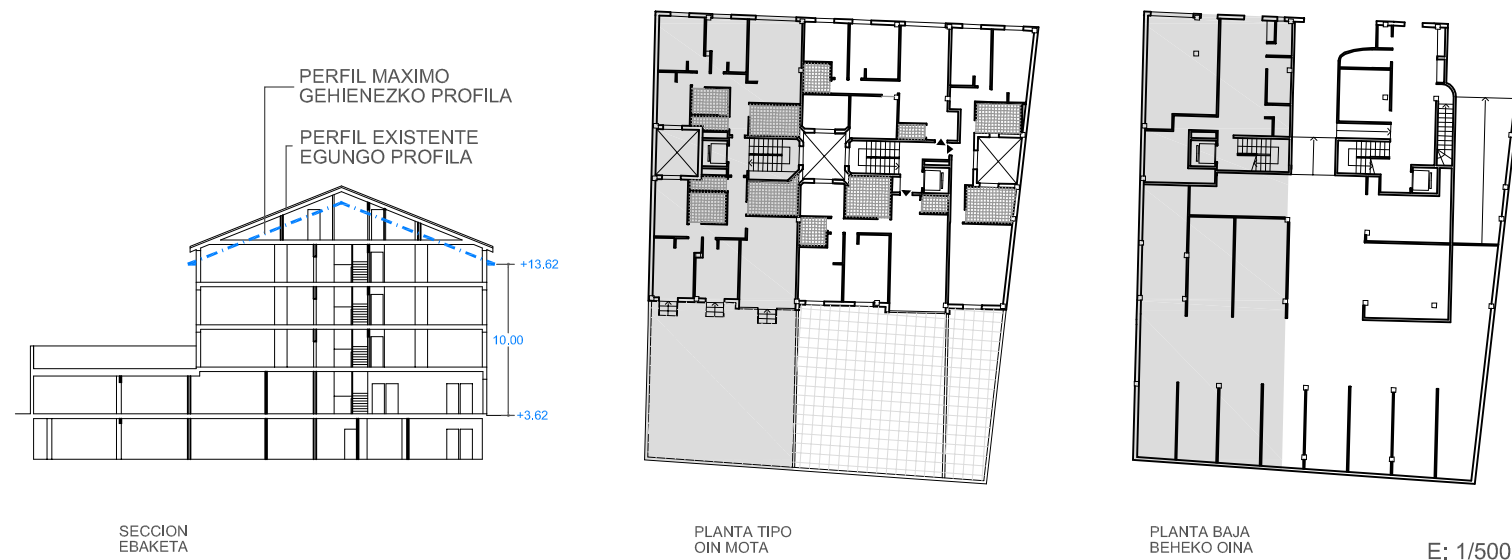 PERFIL MAXIMO
GEHIENEZKO PROFILA
PERFIL EXISTENTE
EGUNGO PROFILA
+13.62
10.00
+3.62
SECCION
EBAKETA
PLANTA TIPO
OIN MOTA
PLANTA BAJA
BEHEKO OINA
E: 1/500